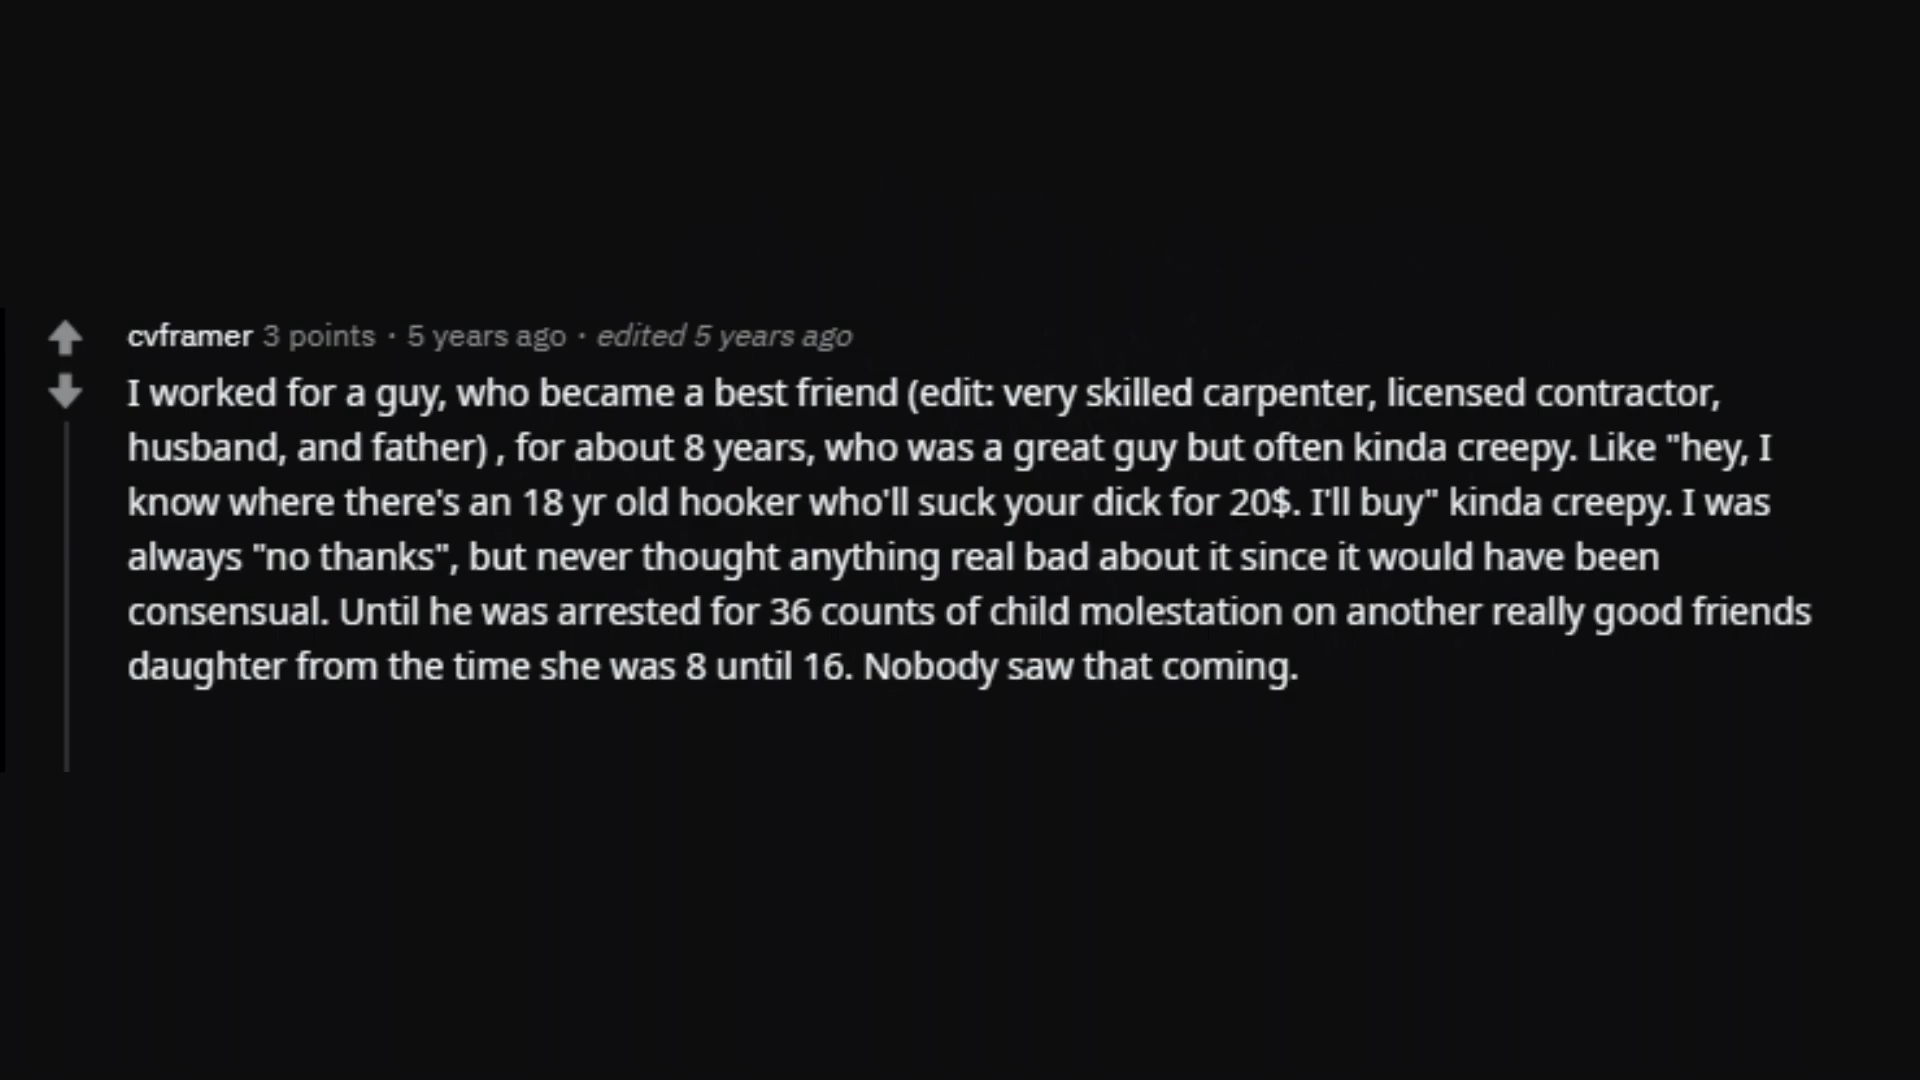 cvframer 3 points · 5 years ago · edited 5 years ago
I worked for a guy, who became a best friend (edit: very skilled carpenter, licensed contractor,
husband, and father) , for about 8 years, who was a great guy but often kinda creepy. Like "hey, I
know where there's an 18 yr old hooker who'll suck your dick for 20$. I'll buy" kinda creepy. I was
always "no thanks", but never thought anything real bad about it since it would have been
consensual. Until he was arrested for 36 counts of child molestation on another really good friends
daughter from the time she was 8 until 16. Nobody saw that coming.